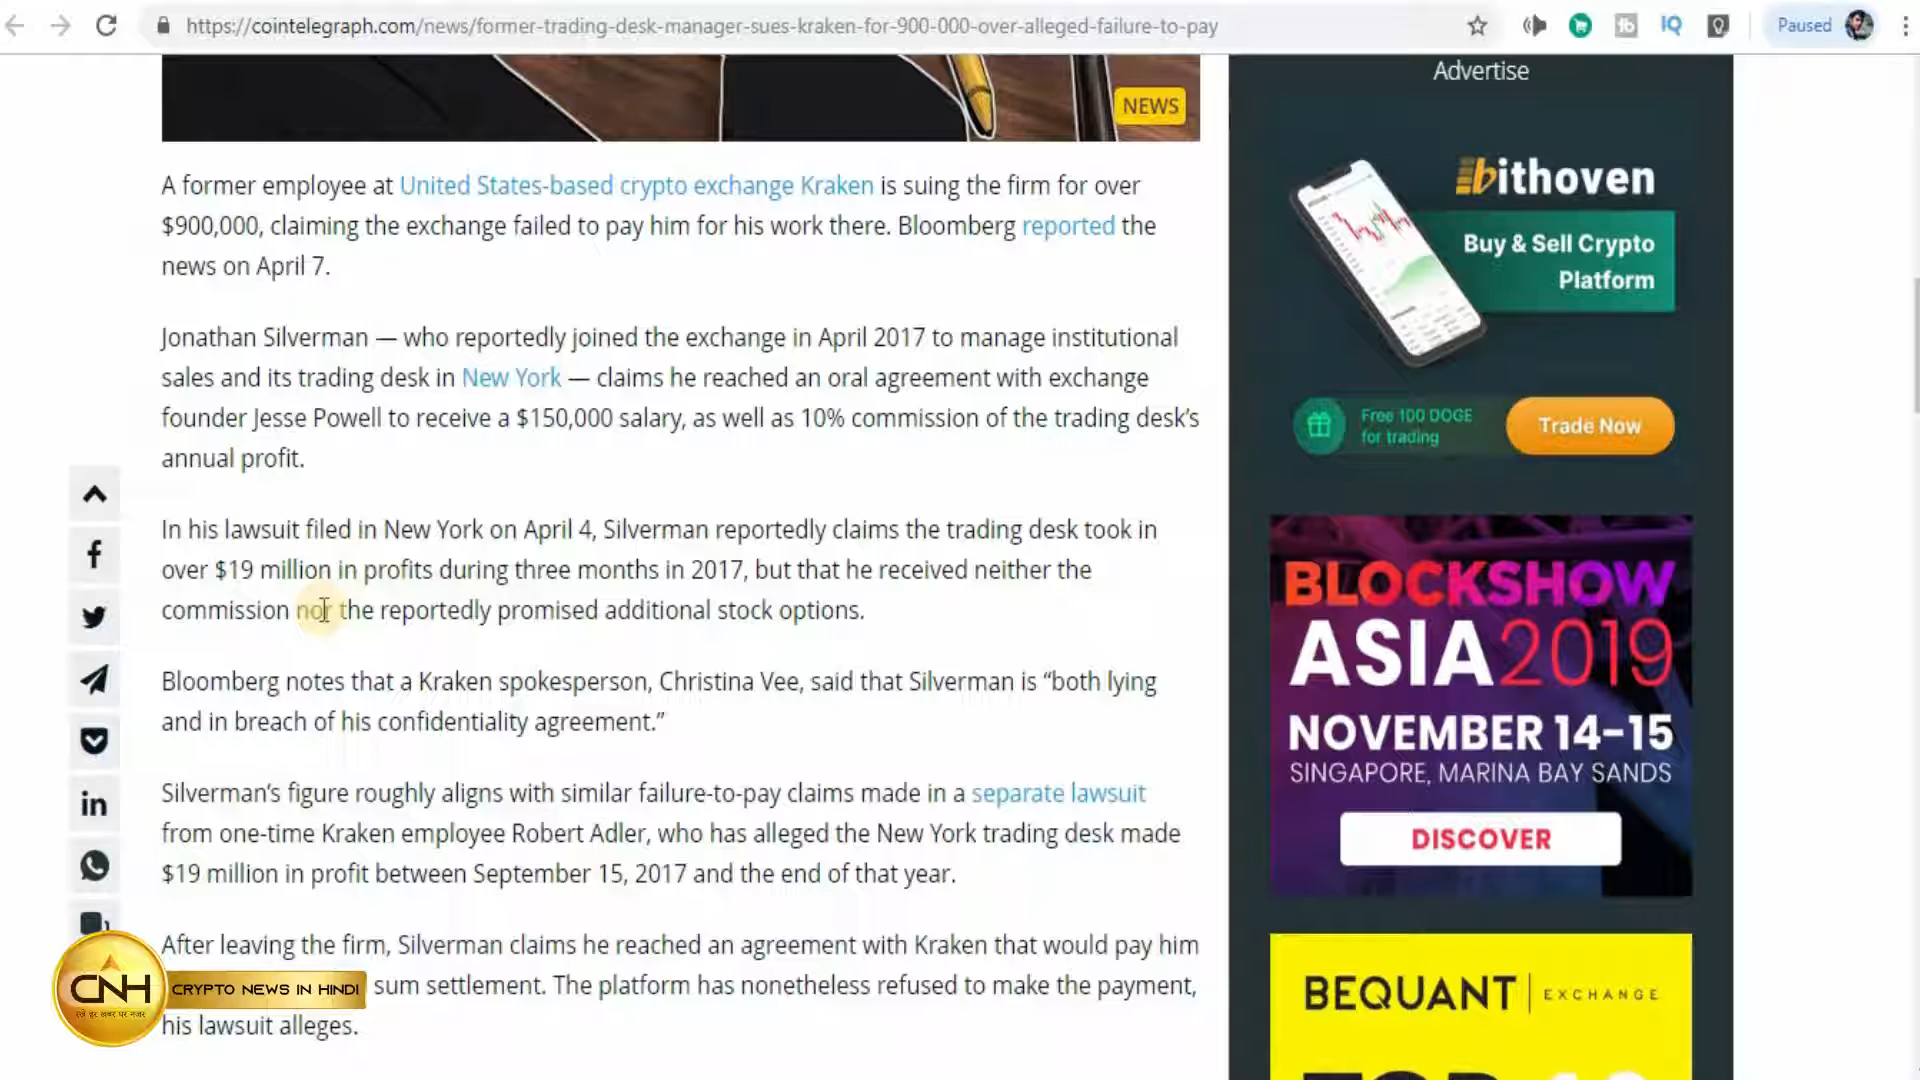 https://cointelegraph.com/news/former-trading-desk-manager-sues-kraken-for-900-000-over-alleged-failure-to-pay
Paused
NEWS
A former employee at United States-based crypto exchange Kraken is suing the firm for over
$900,000, claiming the exchange failed to pay him for his work there. Bloomberg reported the
news on April 7.
Jonathan Silverman — who reportedly joined the exchange in April 2017 to manage institutional
sales and its trading desk in New York — claims he reached an oral agreement with exchange
founder Jesse Powell to receive a $150,000 salary, as well as 10% commission of the trading desk's
annual profit.
In his lawsuit filed in New York on April 4, Silverman reportedly claims the trading desk took in
over $19 million in profits during three months in 2017, but that he received neither the
commission nor the reportedly promised additional stock options.
Bloomberg notes that a Kraken spokesperson, Christina Vee, said that Silverman is “both lying
and in breach of his confidentiality agreement.”
Silverman's figure roughly aligns with similar failure-to-pay claims made in a separate lawsuit
from one-time Kraken employee Robert Adler, who has alleged the New York trading desk made
$19 million in profit between September 15, 2017 and the end of that year.
After leaving the firm, Silverman claims he reached an agreement with Kraken that would pay him
sum settlement. The platform has nonetheless refused to make the payment,
his lawsuit alleges.
CNH
CRYPTO NEWS IN HINDI
Advertise
bithoven
Buy & Sell Crypto
Platform
Free 100 DOGE
for trading
Trade Now
BLOCKSHOW
ASIA2019
NOVEMBER 14–15
SINGAPORE, MARINA BAY SANDS
DISCOVER
BEQUANT | EXCHANGE